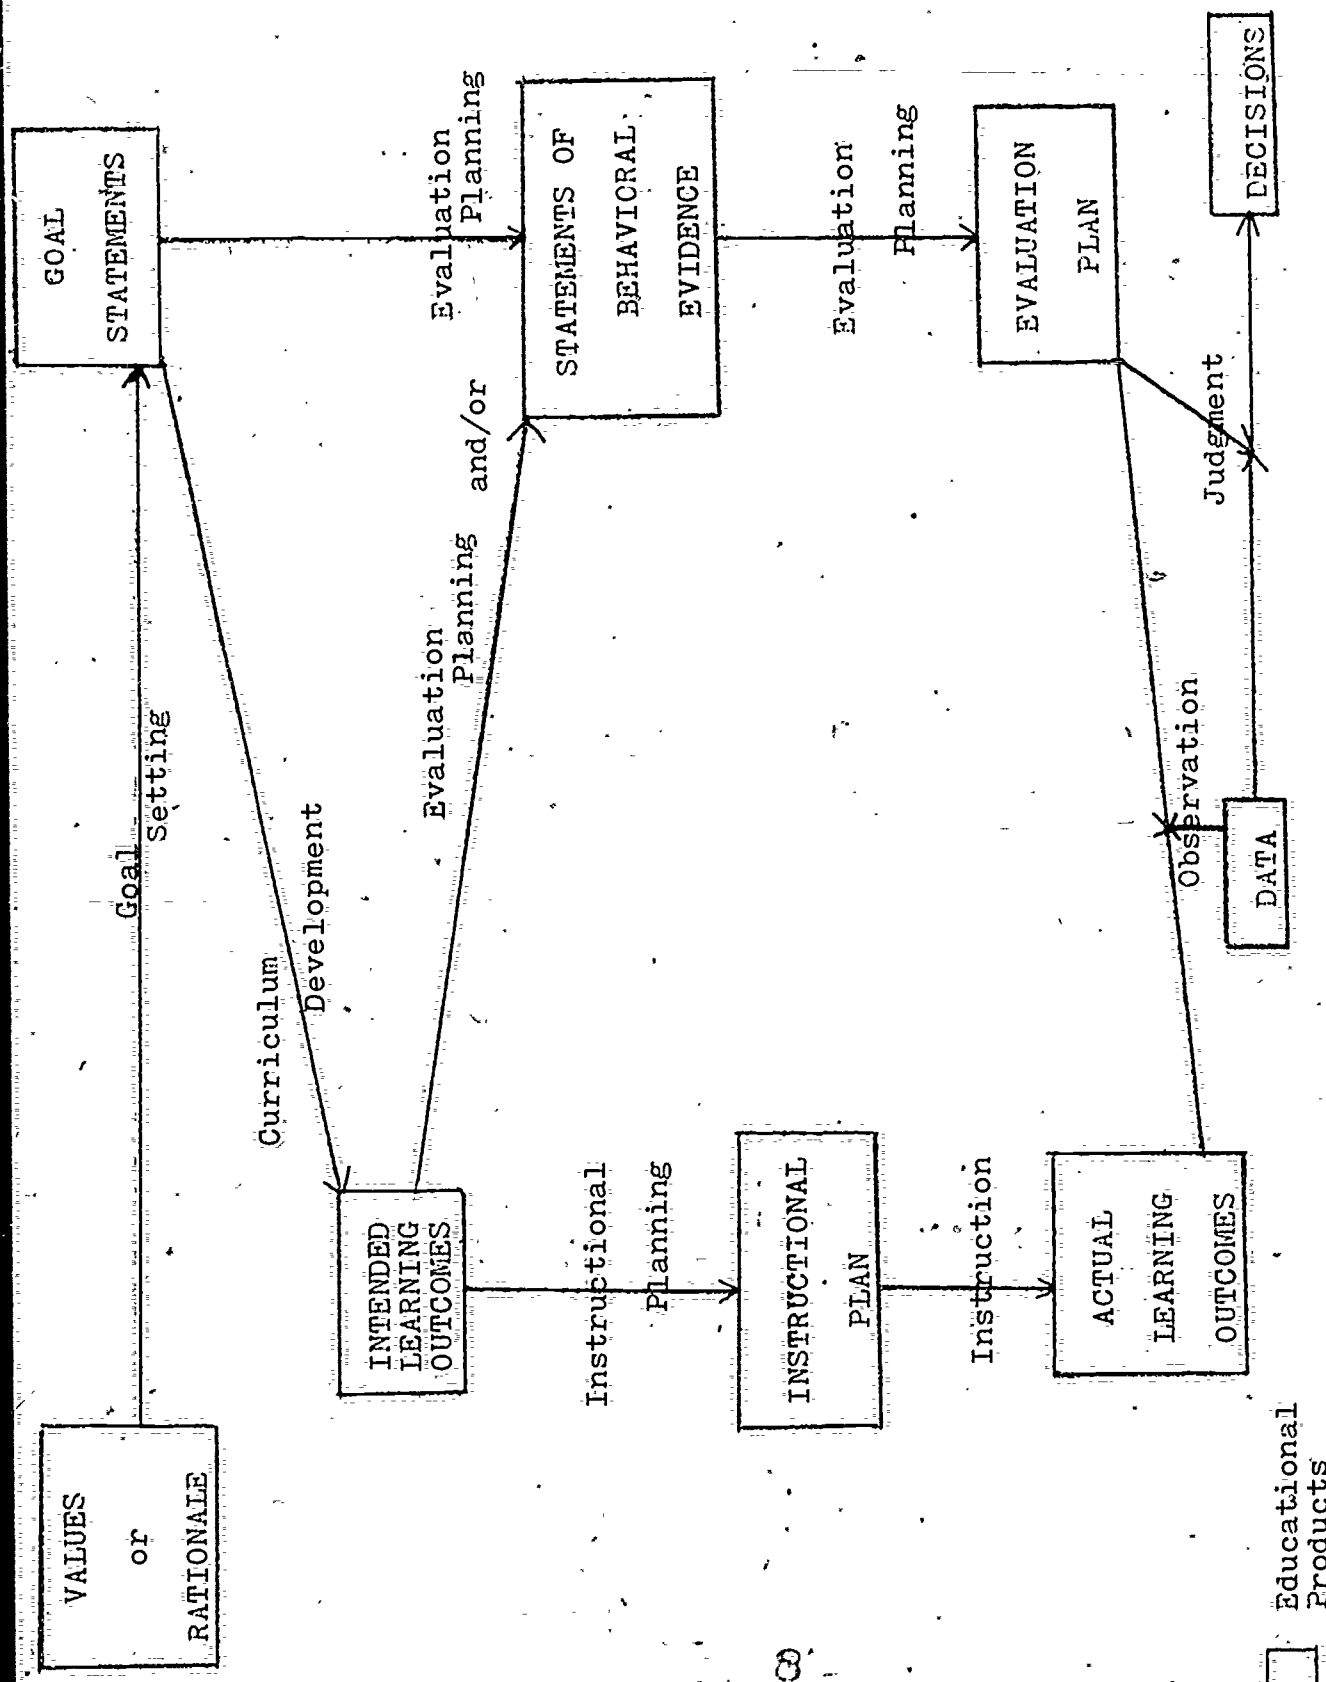 VALUES
or
RATIONALE
Goal
Setting
GOAL
STATEMENTS
Curriculum
Development
INTENDED
LEARNING
OUTCOMES
Evaluation
Planning
and/or
Evaluation
Planning
STATEMENTS OF
BEHAVIORAL
EVIDENCE
Instructional
Planning
INSTRUCTIONAL
PLAN
Evaluation
Planning
EVALUATION
PLAN
Instruction
ACTUAL
LEARNING
OUTCOMES
Observation
DATA
Judgment
DECISIONS
Educational
Products
8